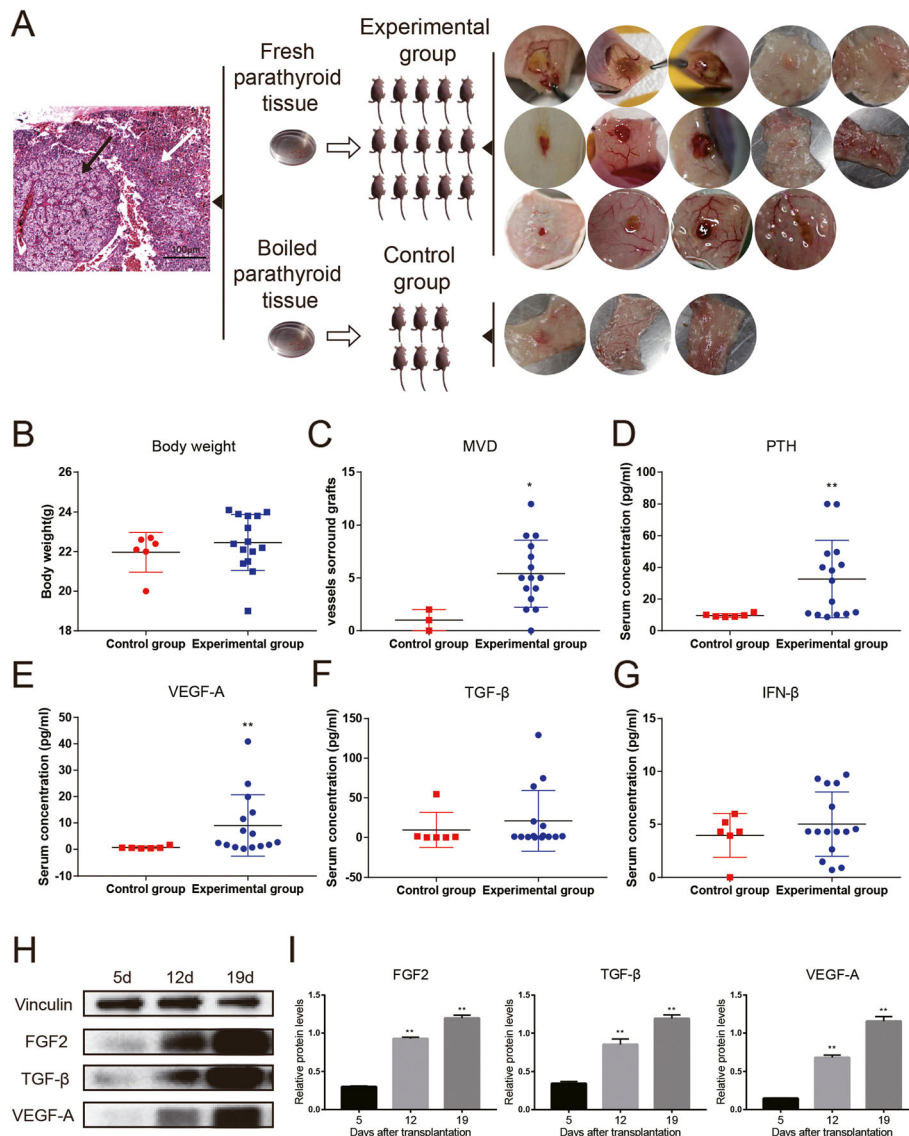 A
Fresh
parathyroid
tissue
Experimental
group
100μm
Boiled
parathyroid
tissue
Control
group
B
Body weight
Body weight(g)
26
24
22
20
18
Control group
Experimental group
C
MVD
vessels sorround grafts
15
10
5
0
*
Control group
Experimental group
D
PTH
Serum concentration (pg/ml)
80
60
40
20
0
**
Control group
Experimental group
E
VEGF-A
Serum concentration (pg/ml)
50
40
30
20
10
0
-10
**
Control group
Experimental group
F
TGF-β
Serum concentration (pg/ml)
150
100
50
0
-50
Control group
Experimental group
G
IFN-β
Serum concentration (pg/ml)
15
10
5
0
Control group
Experimental group
H
5d 12d 19d
Vinculin
FGF2
TGF-β
VEGF-A
I
FGF2
Relative protein levels
1.5
1.0
0.5
0.0
**
**
5 12 19
Days after transplantation
TGF-β
Relative protein levels
1.5
1.0
0.5
0.0
**
**
5 12 19
Days after transplantation
VEGF-A
Relative protein levels
1.5
1.0
0.5
0.0
**
**
5 12 19
Days after transplantation